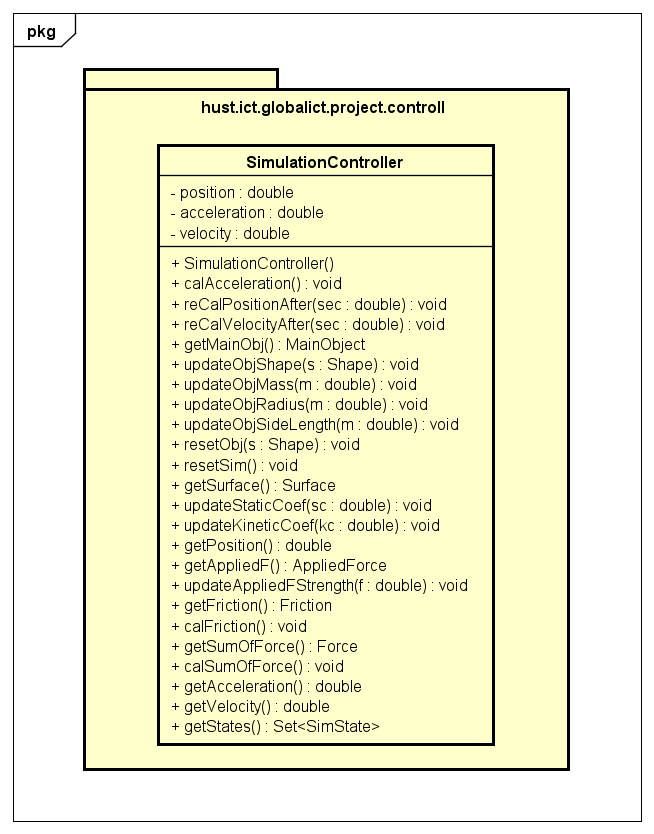 pkg
hust.ict.globalict.project.controll
SimulationController
- position : double
- acceleration : double
- velocity : double
+ SimulationController()
+ calAcceleration() : void
+ reCalPositionAfter(sec : double) : void
+ reCalVelocityAfter(sec : double) : void
+ getMainObj() : MainObject
+ updateObjShape(s : Shape) : void
+ updateObjMass(m : double) : void
+ updateObjRadius(m : double) : void
+ updateObjSideLength(m : double) : void
+ resetObj(s : Shape) : void
+ resetSim() : void
+ getSurface() : Surface
+ updateStaticCoef(sc : double) : void
+ updateKineticCoef(kc : double) : void
+ getPosition() : double
+ getAppliedF() : AppliedForce
+ updateAppliedFStrength(f : double) : void
+ getFriction() : Friction
+ calFriction() : void
+ getSumOfForce() : Force
+ calSumOfForce() : void
+ getAcceleration() : double
+ getVelocity() : double
+ getStates() : Set<SimState>